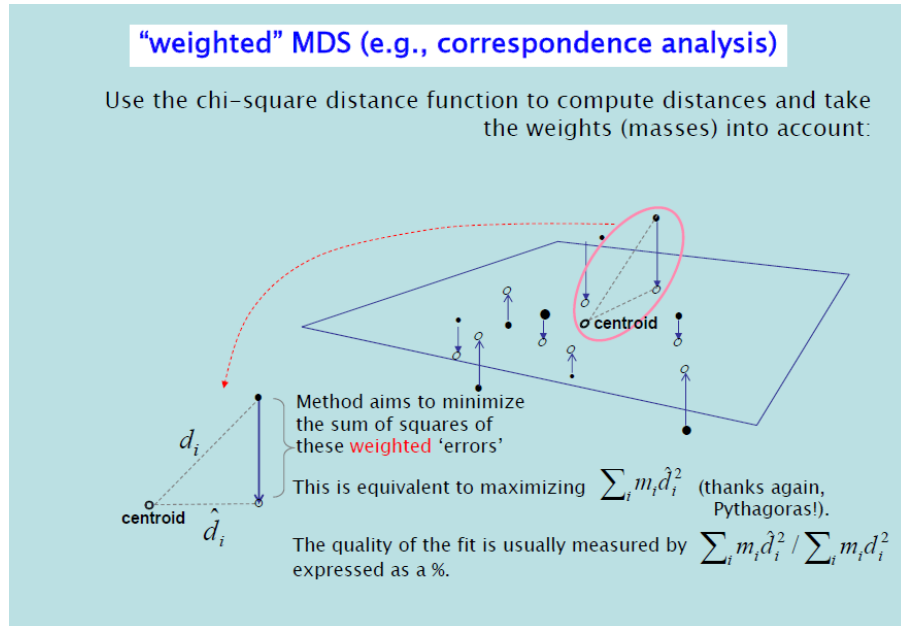 “weighted” MDS (e.g., correspondence analysis)
Use the chi-square distance function to compute distances and take
the weights (masses) into account:
centroid
Method aims to minimize
the sum of squares of
these weighted ‘errors’
d_i
centroid
d̂_i
This is equivalent to maximizing ∑_i m_i d̂_i^2 (thanks again,
Pythagoras!).
The quality of the fit is usually measured by ∑_i m_i d̂_i^2 / ∑_i m_i d_i^2
expressed as a %.